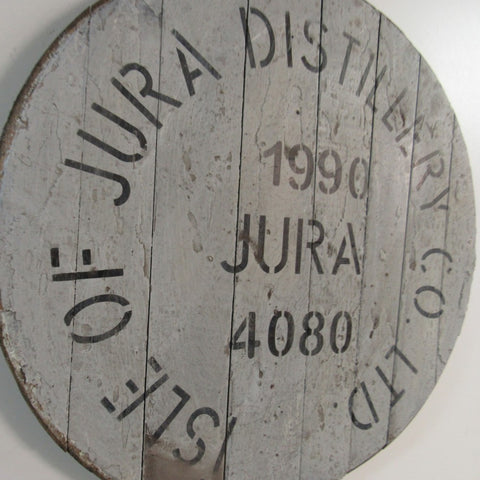 ISLE OF JURA DISTILLERY CO LTD
1990
JURA
4080